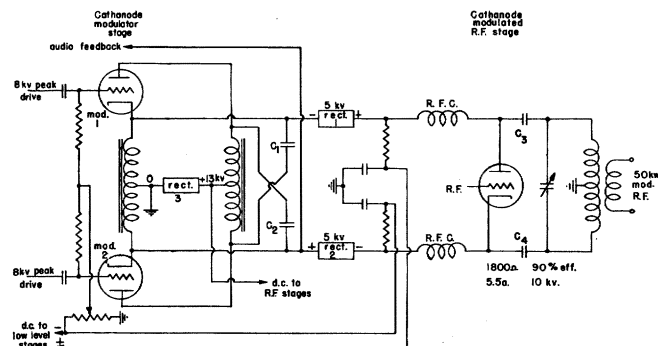 Cathanode
modulator
stage
Cathanode
modulated
R.F. stage
audio feedback
8kv peak
drive
mod.
1
5 kv
- rect. +
1
R. F. C.
C1
C3
0
rect.
3
+13kv
R.F.
50kw
mod.
R.F.
C2
mod.
2
5 kv
+ rect. -
2
R. F. C.
C4
8kv peak
drive
d.c. to
R.F. stages
1800Ω
5.5a.
90% eff.
10 kv.
d.c. to -
low level
stages +